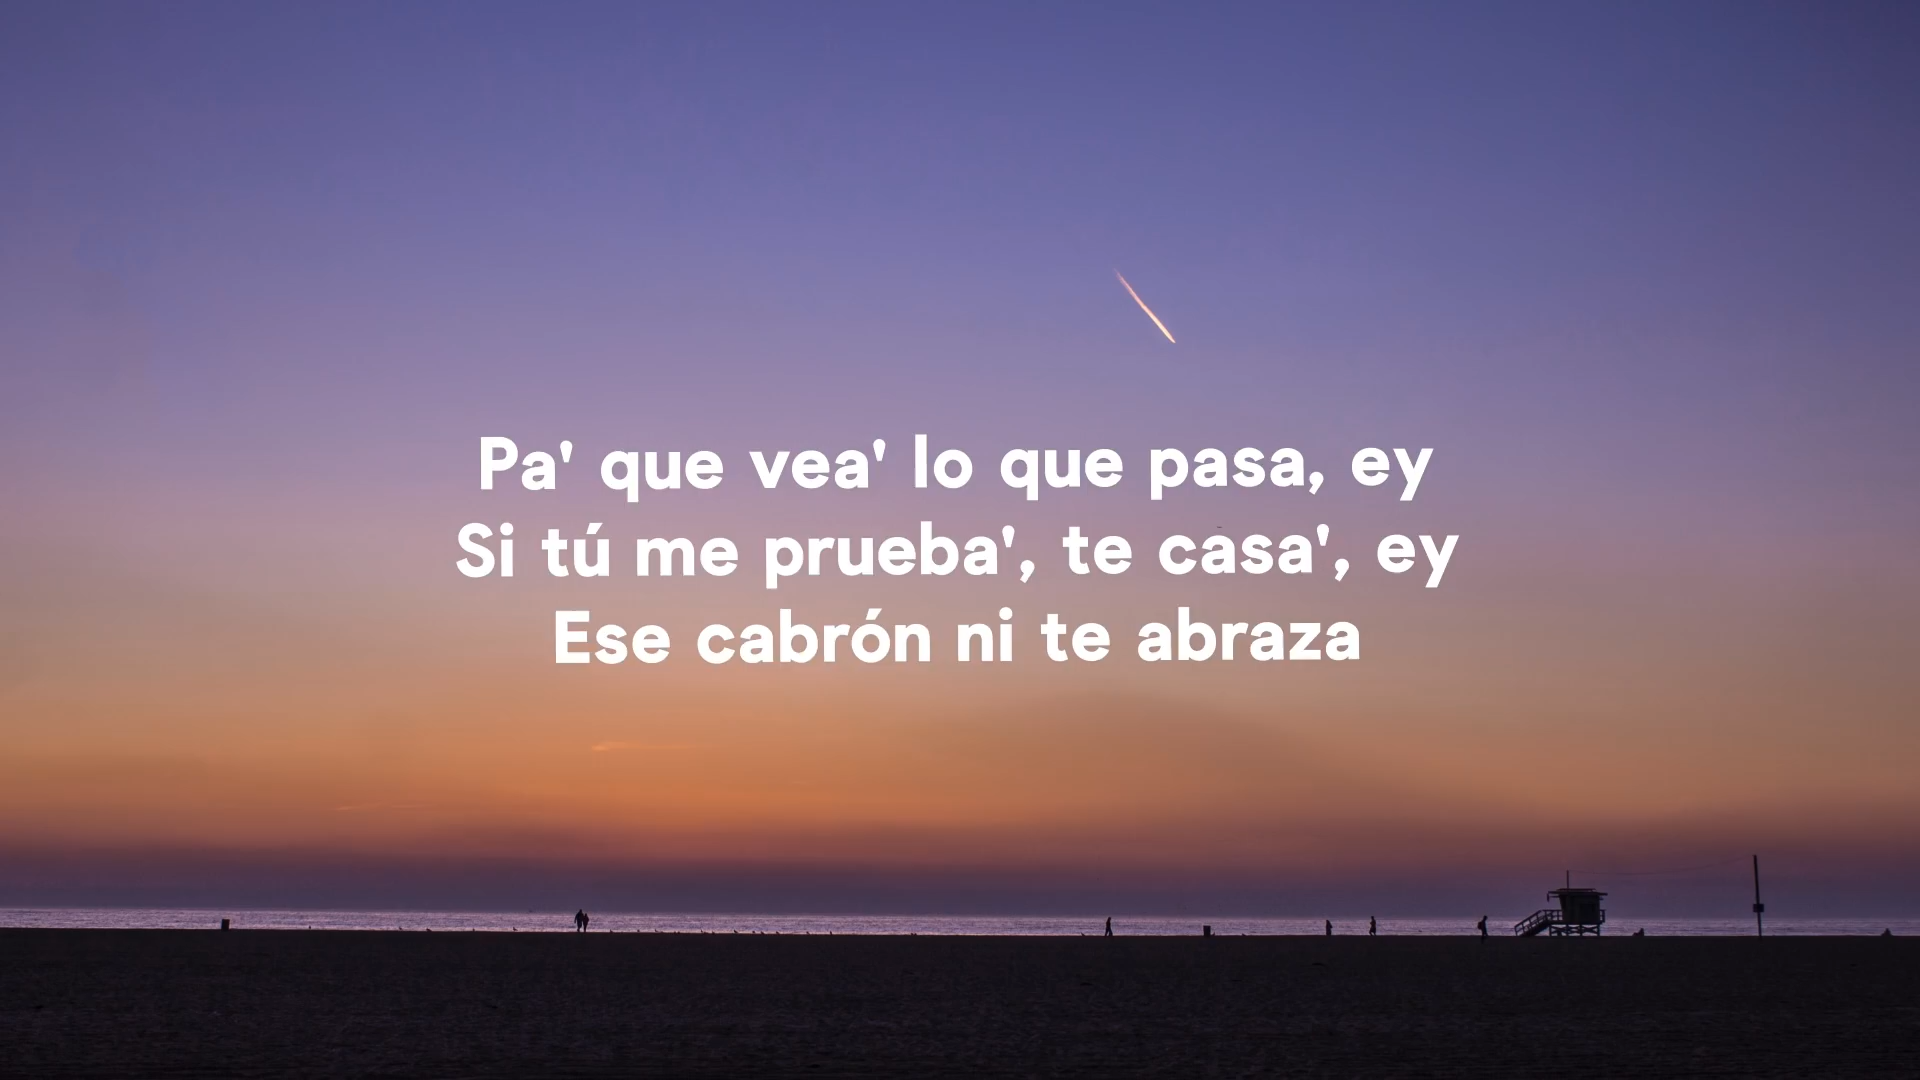 Pa' que vea' lo que pasa, ey
Si tú me prueba', te casa', ey
Ese cabrón ni te abraza